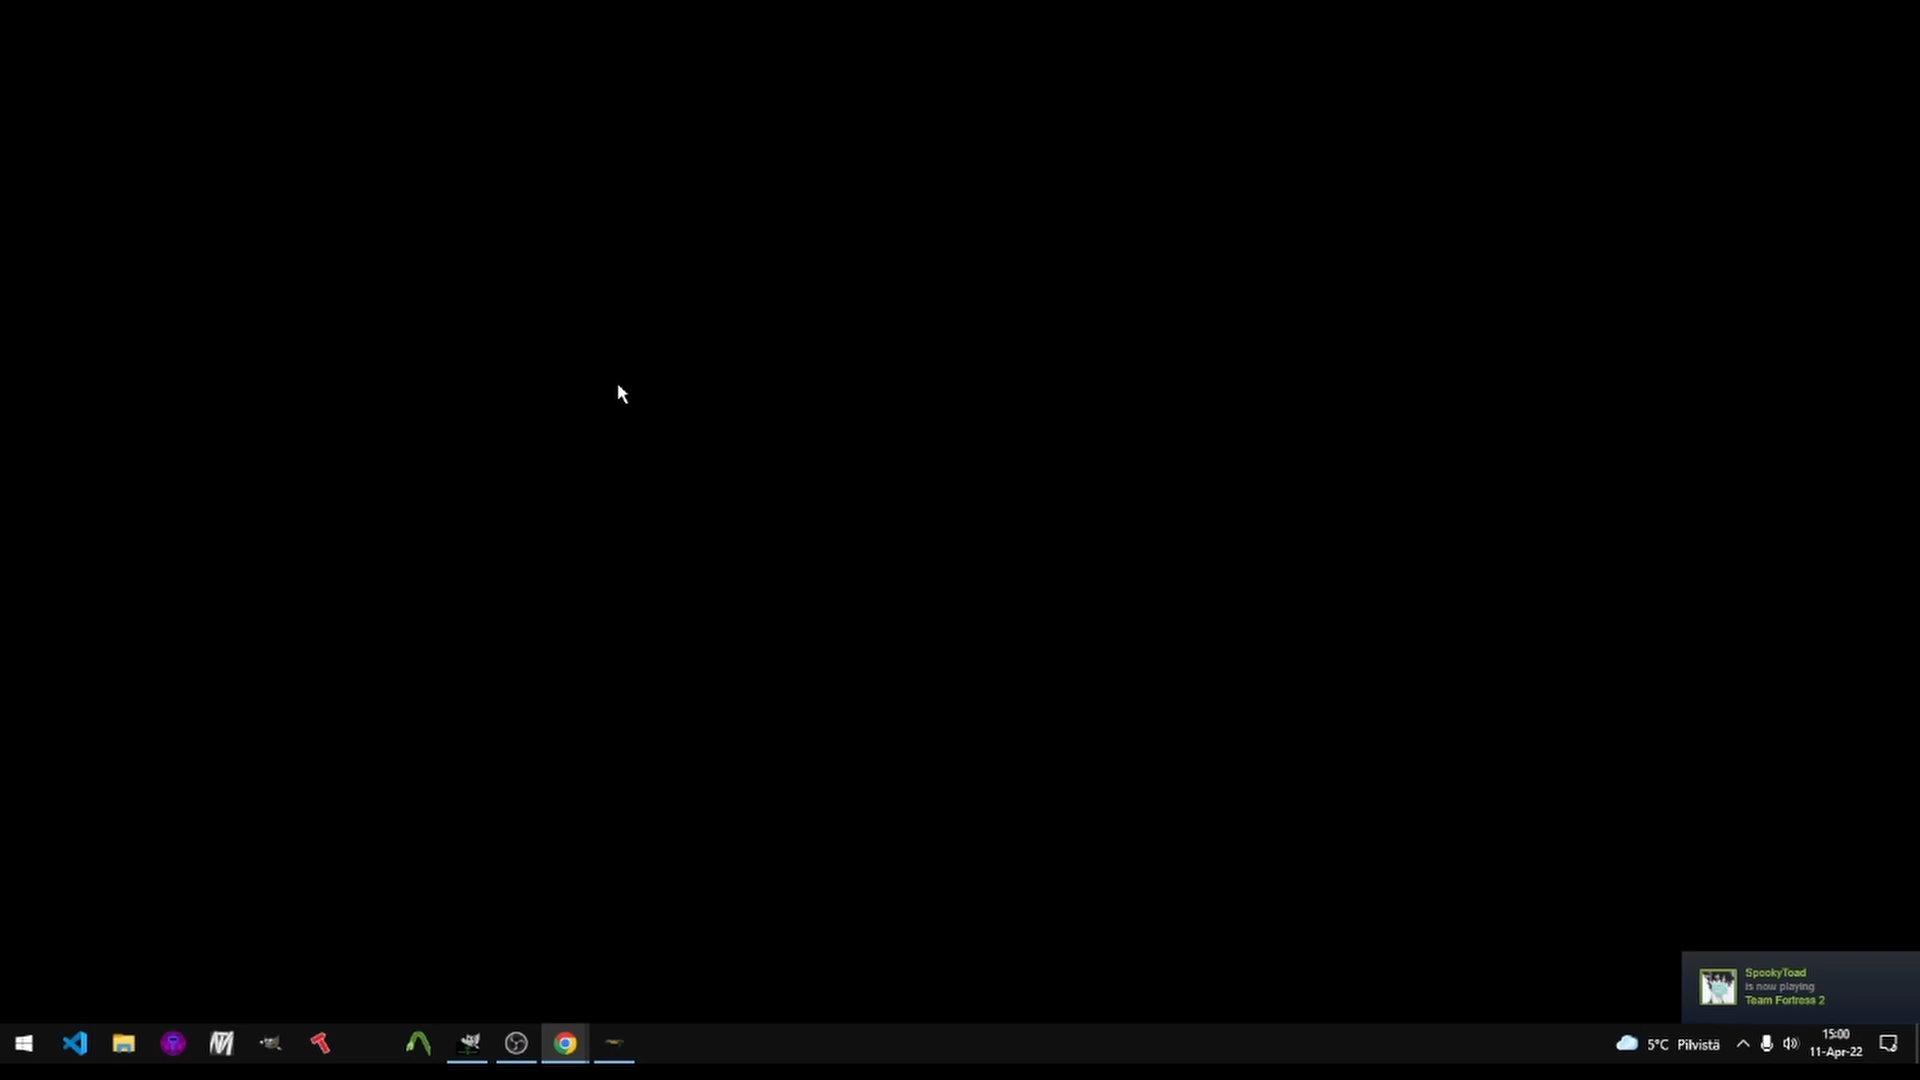 SpookyToad
is now playing
Team Fortress 2
5°C Pilvistä
15:00
11-Apr-22